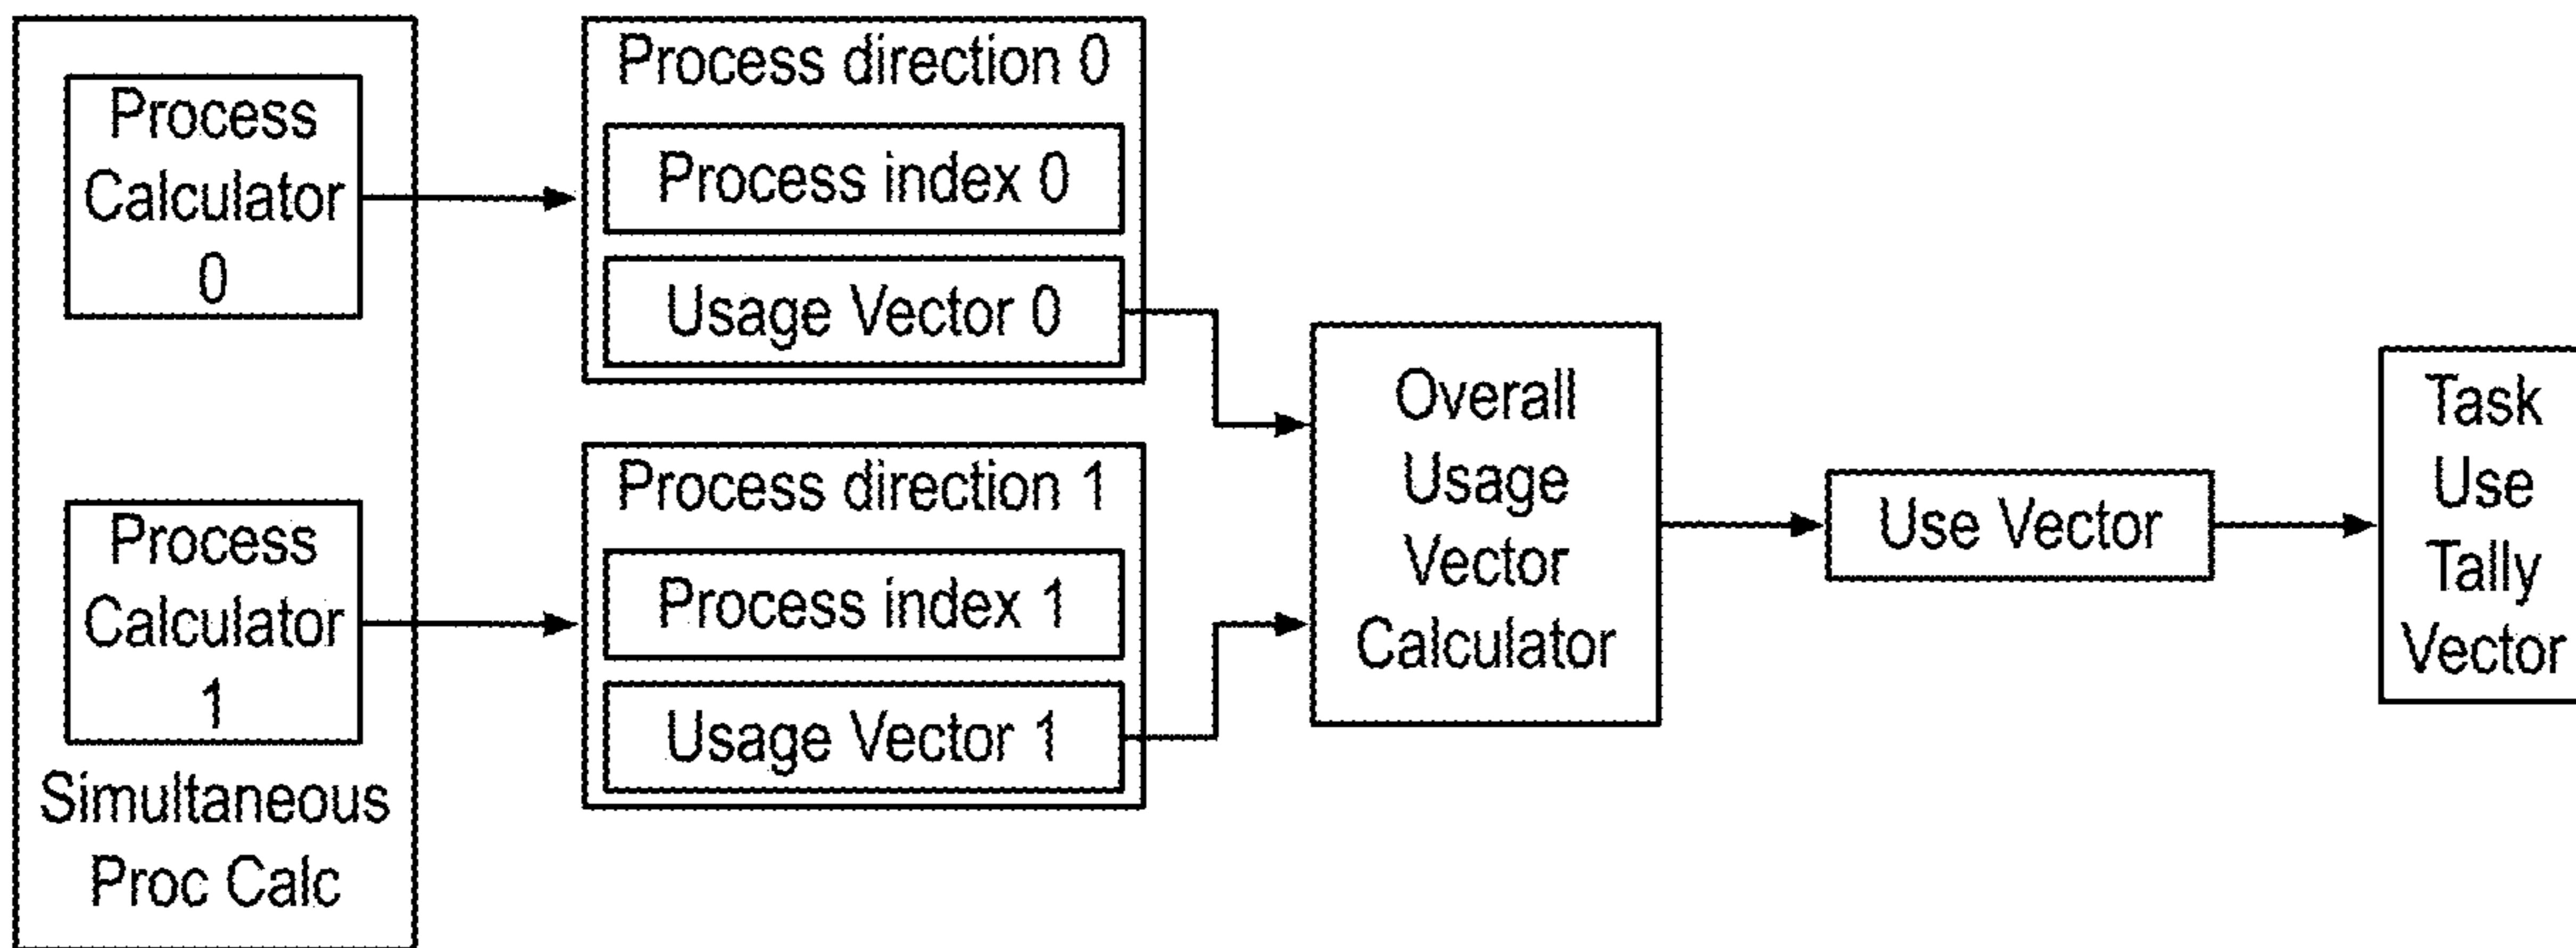 Process
Calculator
0
Process
Calculator
1
Simultaneous
Proc Calc
Process direction 0
Process index 0
Usage Vector 0
Process direction 1
Process index 1
Usage Vector 1
Overall
Usage
Vector
Calculator
Use Vector
Task
Use
Tally
Vector